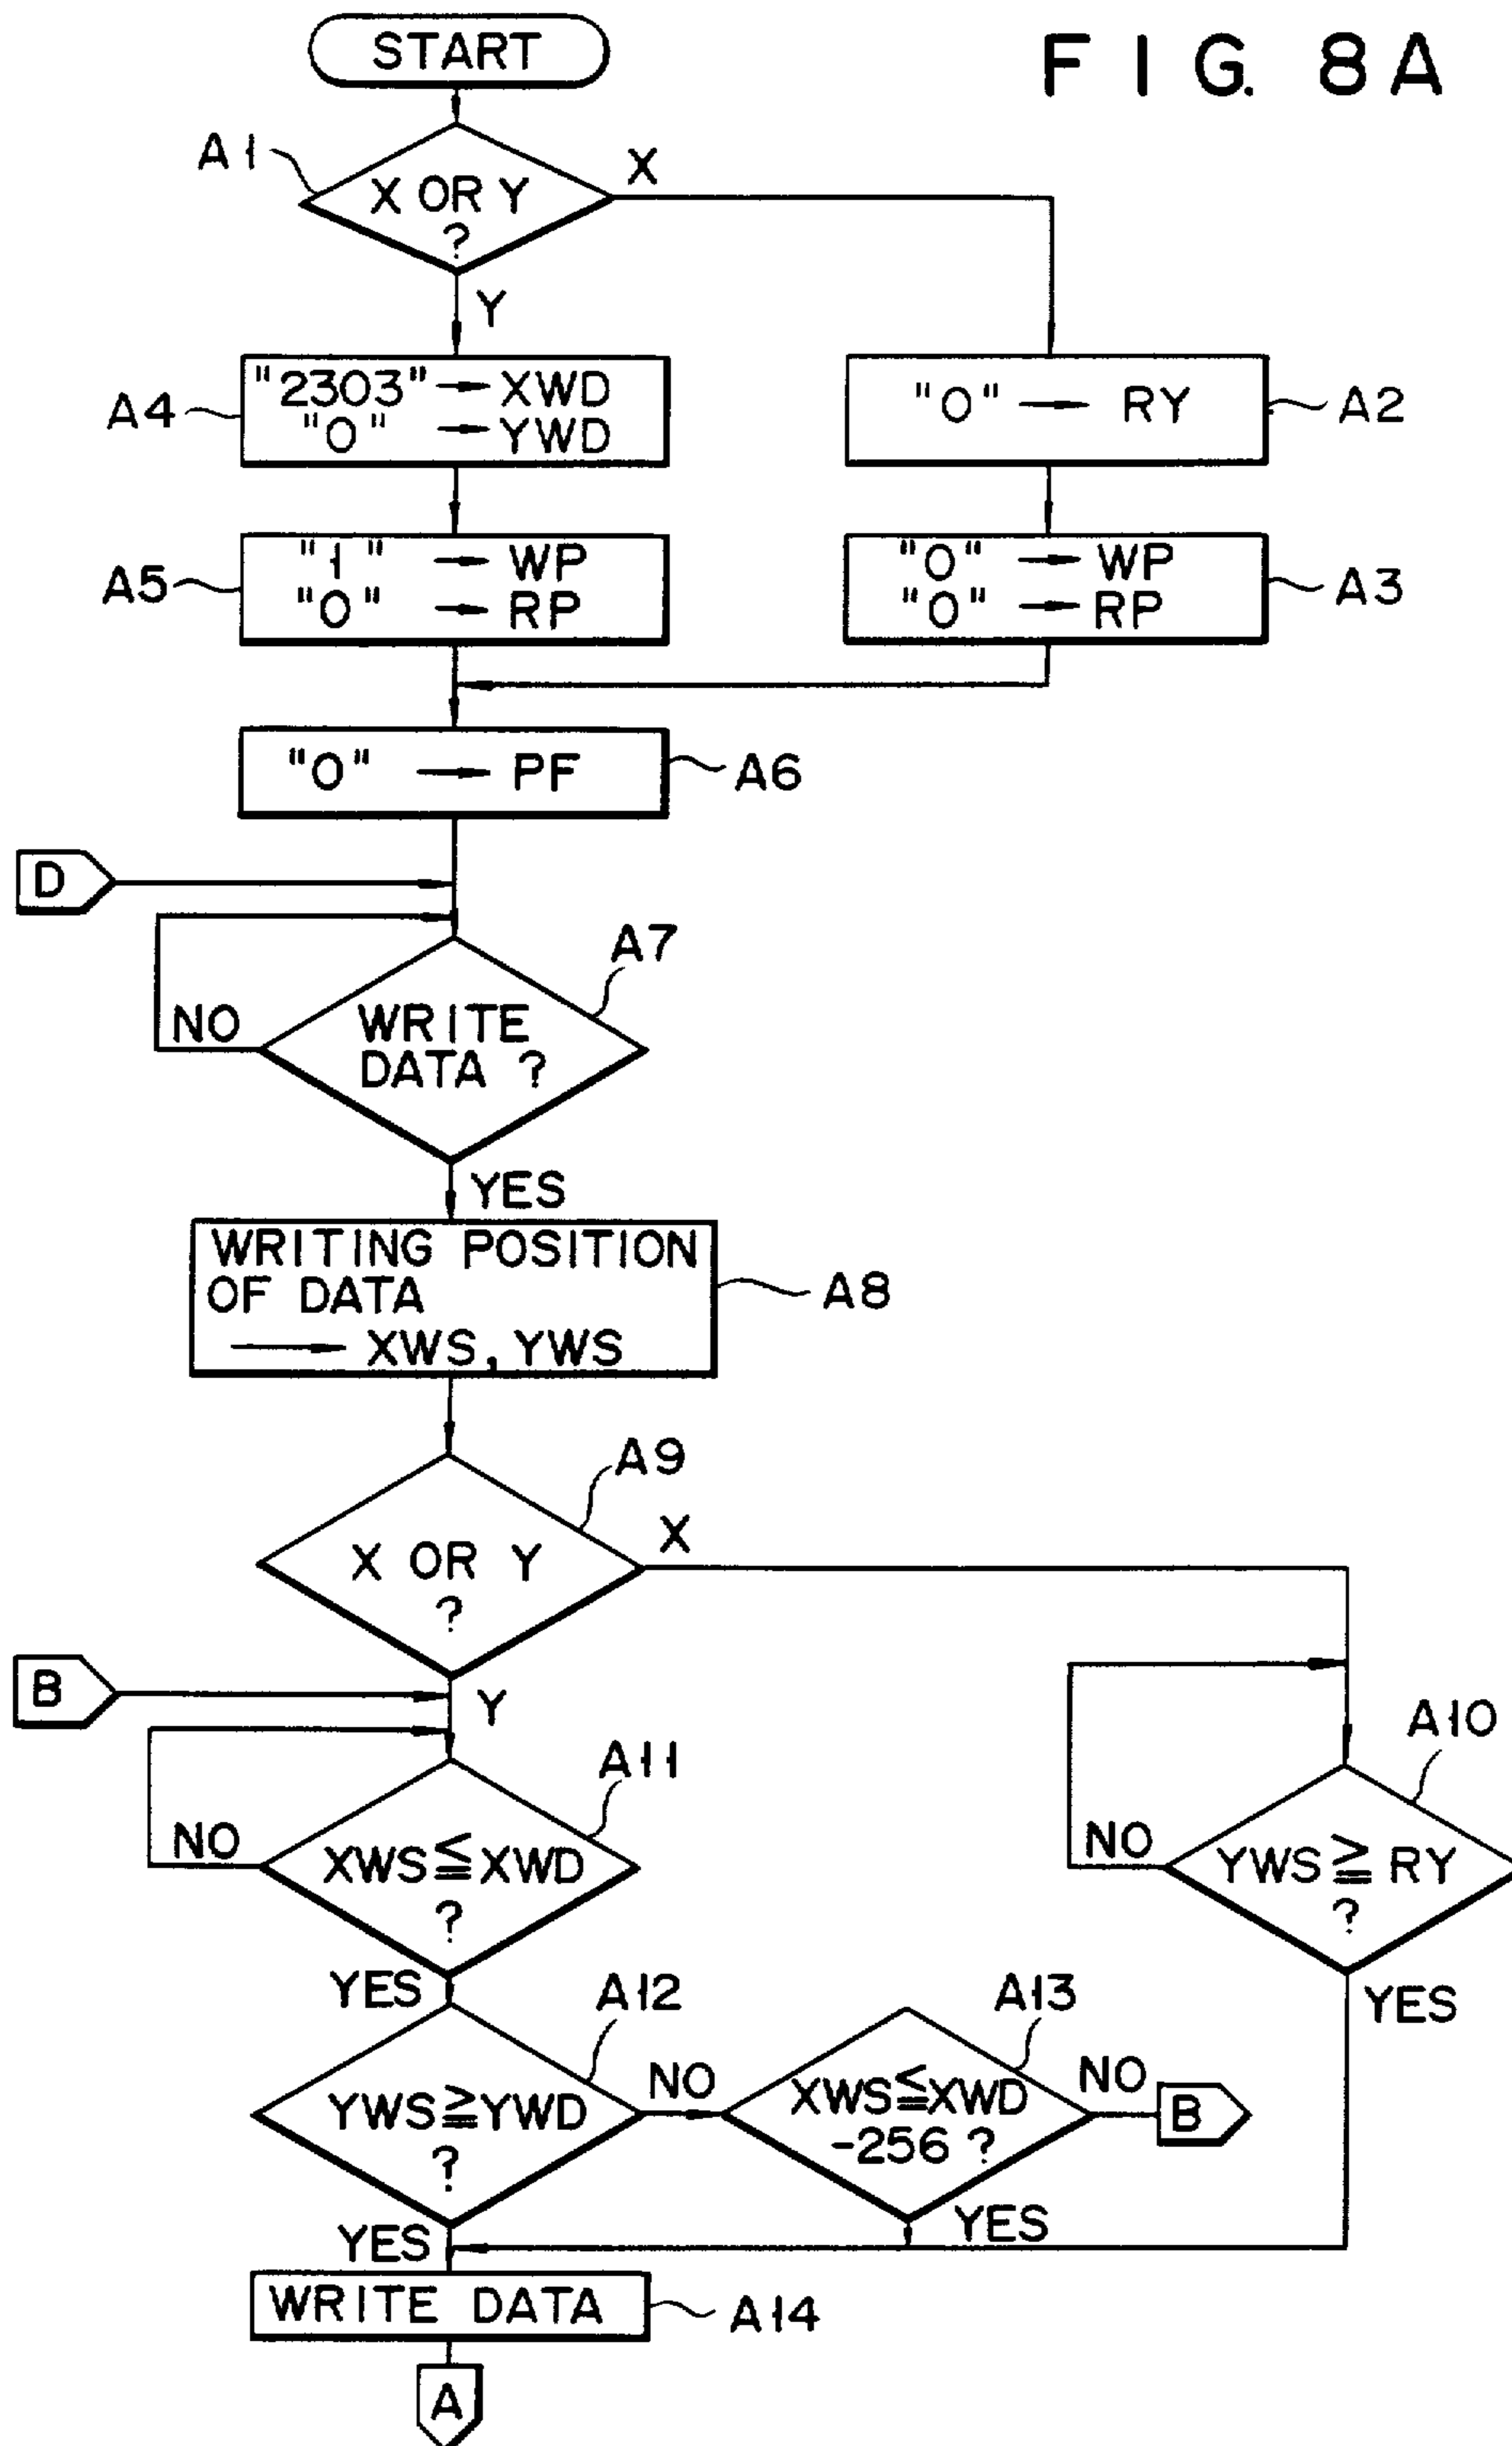 FIG. 8A
START
A1
X OR Y
?
X
Y
"2303" → XWD
"0" → YWD
A4
"0" → RY
A2
"1" → WP
"0" → RP
A5
"0" → WP
"0" → RP
A3
"0" → PF
A6
D
A7
WRITE
DATA ?
NO
YES
WRITING POSITION
OF DATA
→ XWS, YWS
A8
A9
X OR Y
?
X
B
Y
A11
XWS≦XWD
?
NO
A10
YWS≧RY
?
NO
YES
YES
A12
YWS≧YWD
?
NO
A13
XWS≦XWD
-256 ?
NO
B
YES
YES
WRITE DATA
A14
A